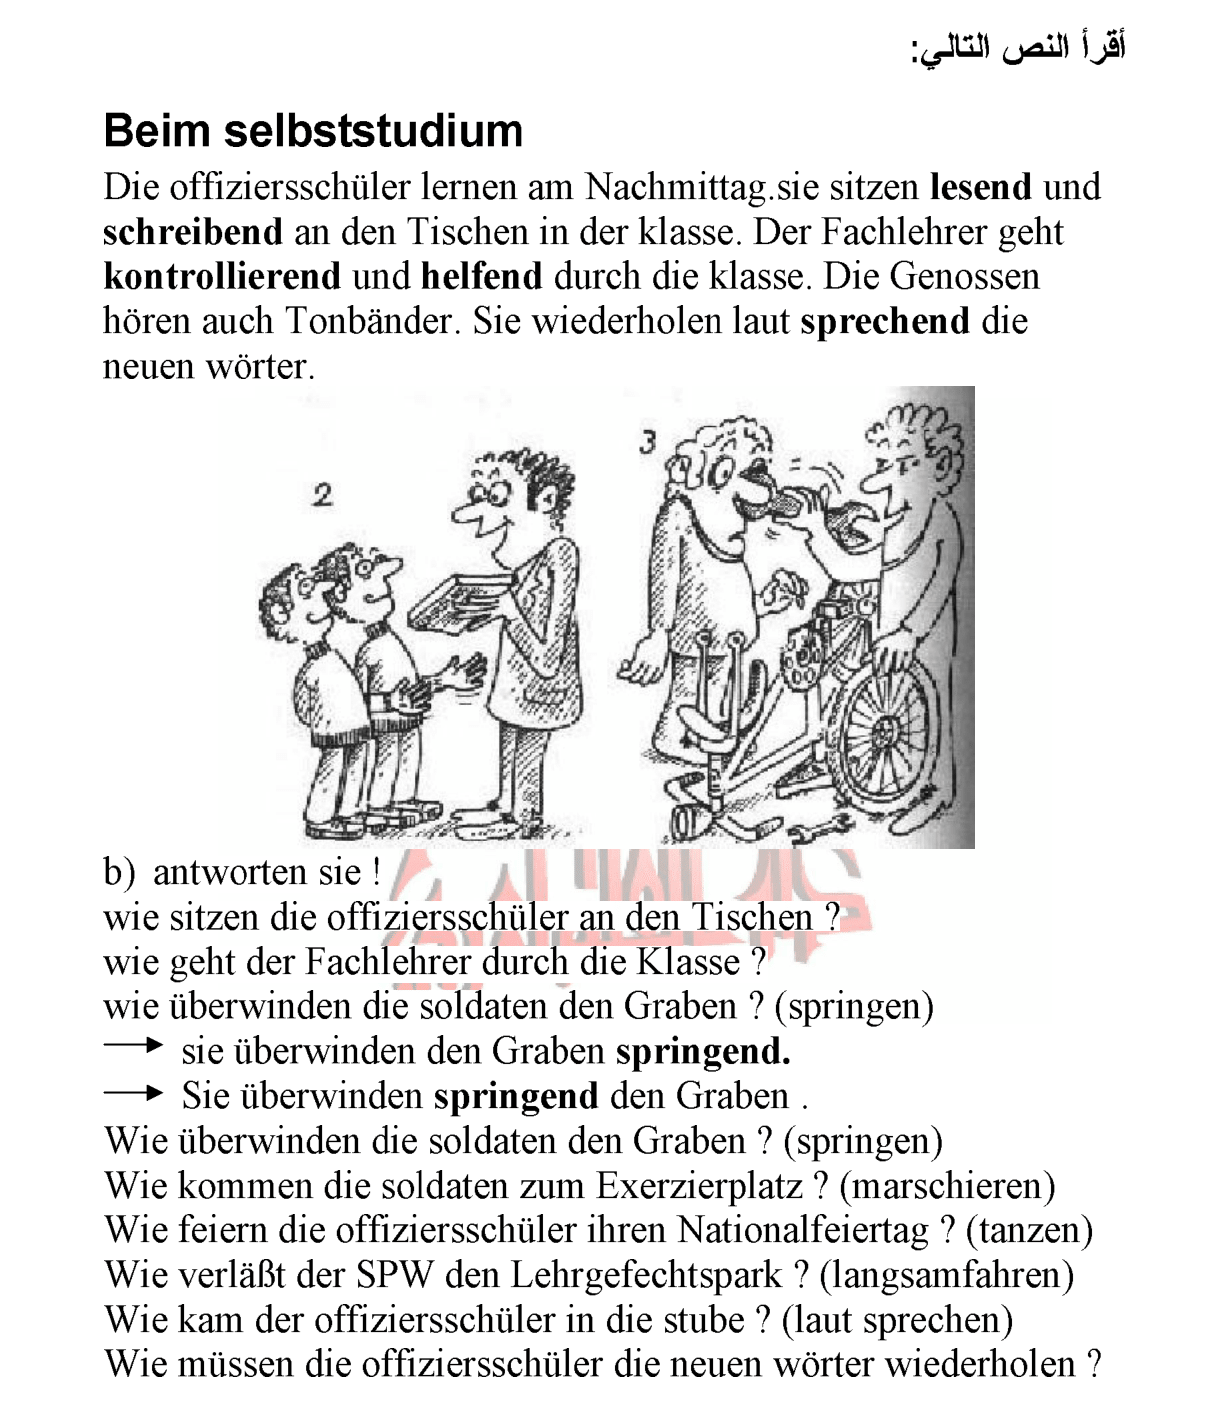 أقرأ النص التالي:
Beim selbststudium
Die offiziersschüler lernen am Nachmittag.sie sitzen lesend und
schreibend an den Tischen in der klasse. Der Fachlehrer geht
kontrollierend und helfend durch die klasse. Die Genossen
hören auch Tonbänder. Sie wiederholen laut sprechend die
neuen wörter.
2
3
b) antworten sie !
wie sitzen die offiziersschüler an den Tischen ?
wie geht der Fachlehrer durch die Klasse ?
wie überwinden die soldaten den Graben ? (springen)
→ sie überwinden den Graben springend.
→ Sie überwinden springend den Graben .
Wie überwinden die soldaten den Graben ? (springen)
Wie kommen die soldaten zum Exerzierplatz ? (marschieren)
Wie feiern die offiziersschüler ihren Nationalfeiertag ? (tanzen)
Wie verläßt der SPW den Lehrgefechtspark ? (langsamfahren)
Wie kam der offiziersschüler in die stube ? (laut sprechen)
Wie müssen die offiziersschüler die neuen wörter wiederholen ?